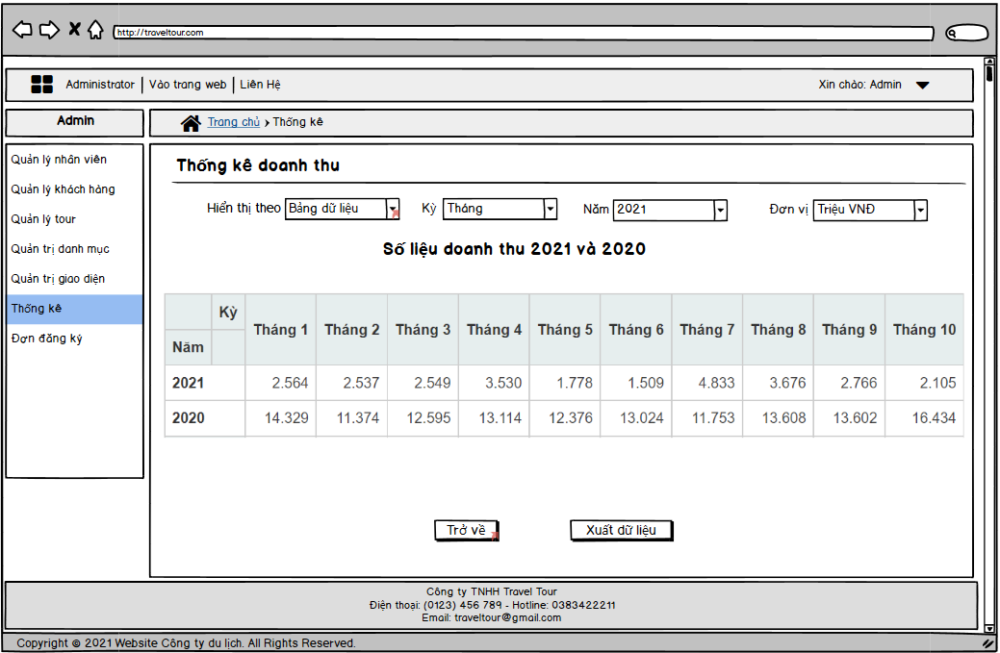 http://traveltour.com
Administrator | Vào trang web | Liên Hệ
Xin chào: Admin
Admin
Trang chủ › Thống kê
Quản lý nhân viên
Quản lý khách hàng
Quản lý tour
Quản trị danh mục
Quản trị giao diện
Thống kê
Đơn đăng ký
Thống kê doanh thu
Hiển thị theo Bảng dữ liệu Kỳ Tháng Năm 2021 Đơn vị Triệu VNĐ
Số liệu doanh thu 2021 và 2020
Kỳ
Năm
Tháng 1 Tháng 2 Tháng 3 Tháng 4 Tháng 5 Tháng 6 Tháng 7 Tháng 8 Tháng 9 Tháng 10
2021 2.564 2.537 2.549 3.530 1.778 1.509 4.833 3.676 2.766 2.105
2020 14.329 11.374 12.595 13.114 12.376 13.024 11.753 13.608 13.602 16.434
Trở về Xuất dữ liệu
Công ty TNHH Travel Tour
Điện thoại: (0123) 456 789 - Hotline: 0383422211
Email: traveltour@gmail.com
Copyright © 2021 Website Công ty du lịch. All Rights Reserved.